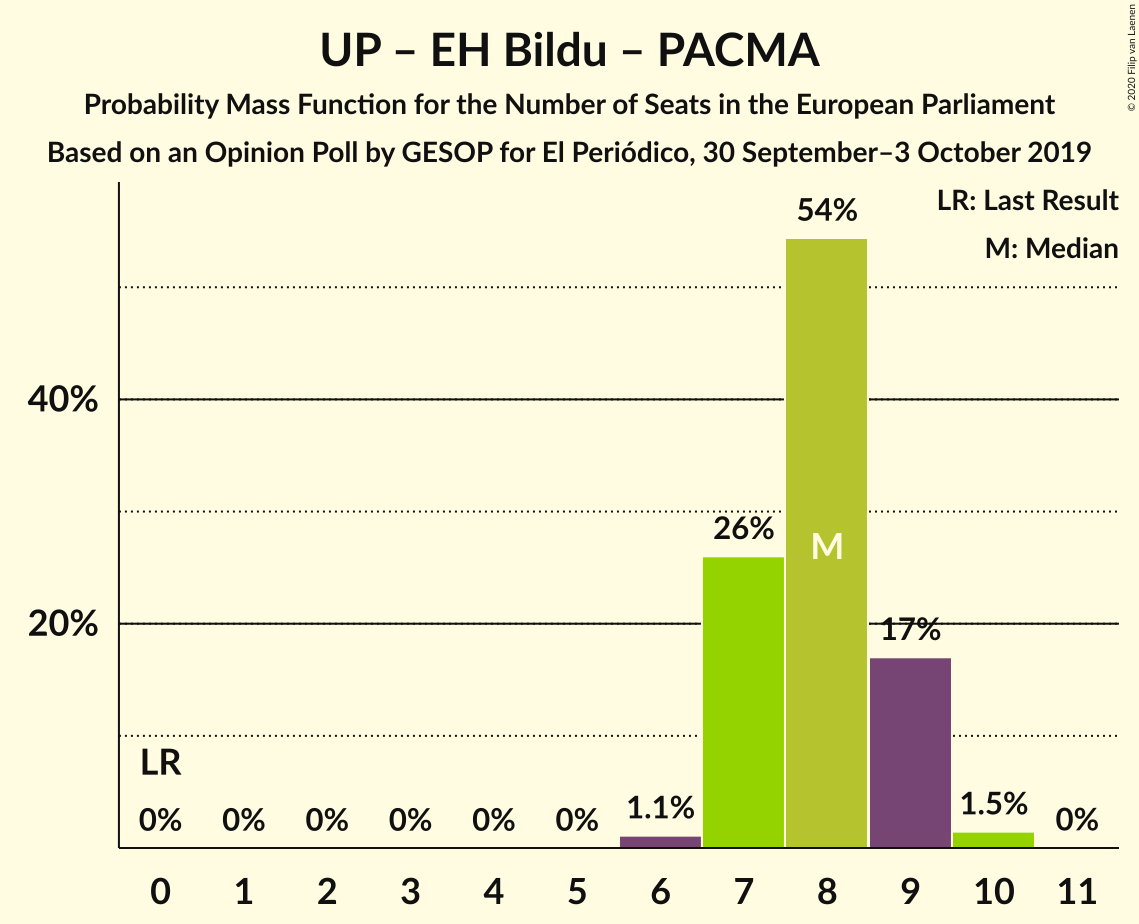 UP – EH Bildu – PACMA
Probability Mass Function for the Number of Seats in the European Parliament
Based on an Opinion Poll by GESOP for El Periódico, 30 September–3 October 2019
© 2020 Filip van Laenen
LR: Last Result
M: Median
54%
40%
26%
M
20%
17%
LR
0% 0% 0% 0% 0% 0% 1.1% 1.5% 0%
0 1 2 3 4 5 6 7 8 9 10 11